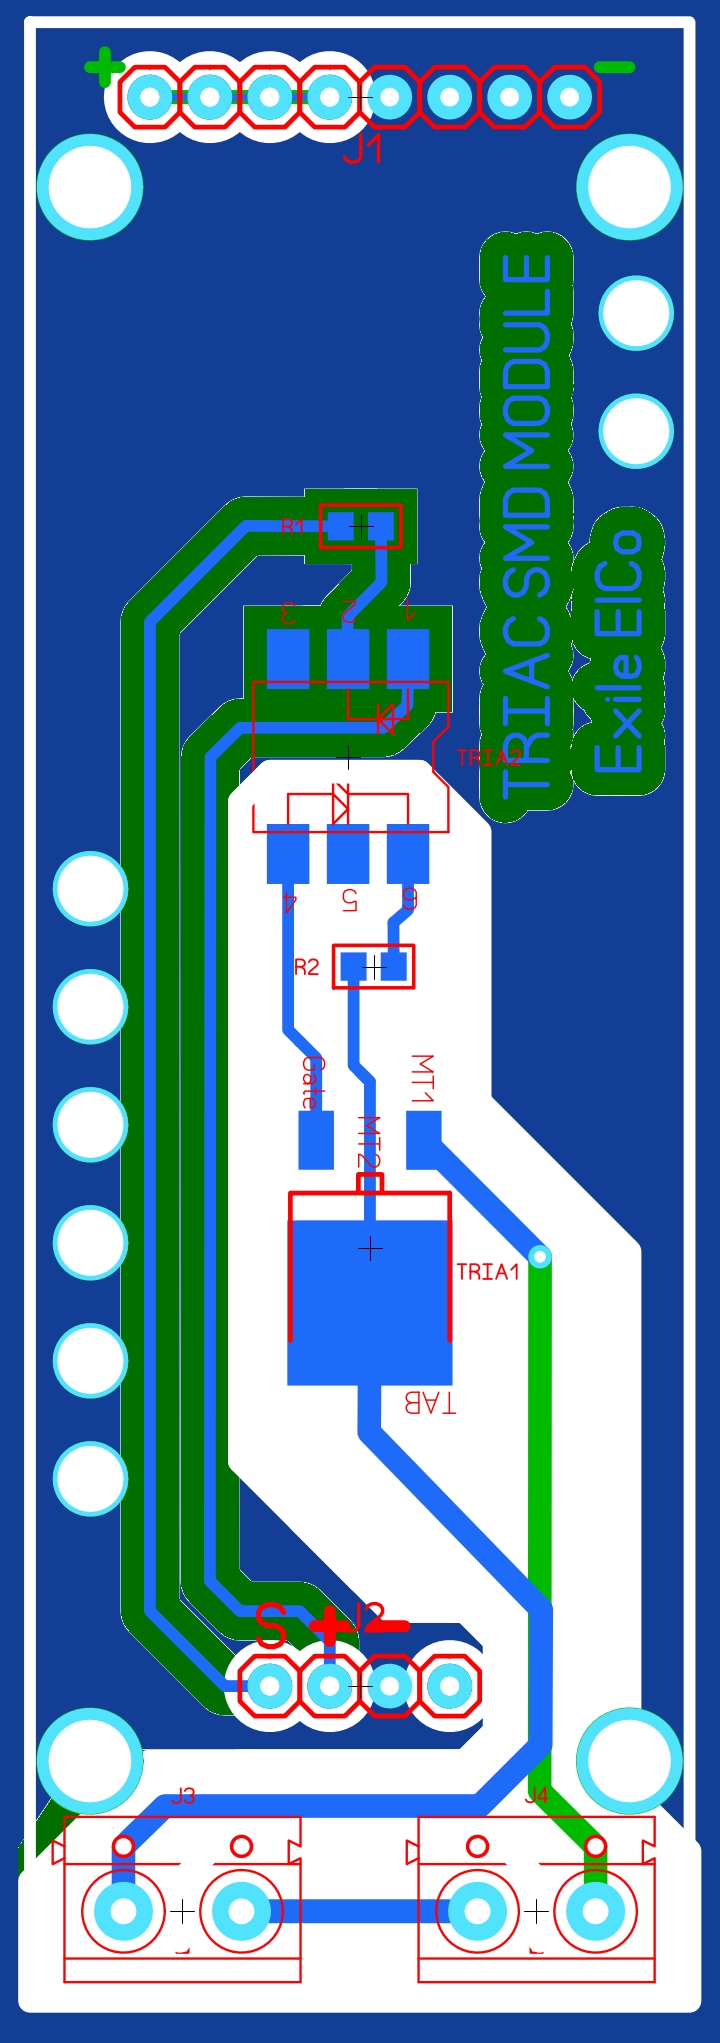 + −
J1
TRIAC SMD MODULE
Exile ElCo
R1
3 2 1
TRIA2
4 5 6
R2
Gate MT2 MT1
TRIA1
TAB
S + J2 −
J3 J4